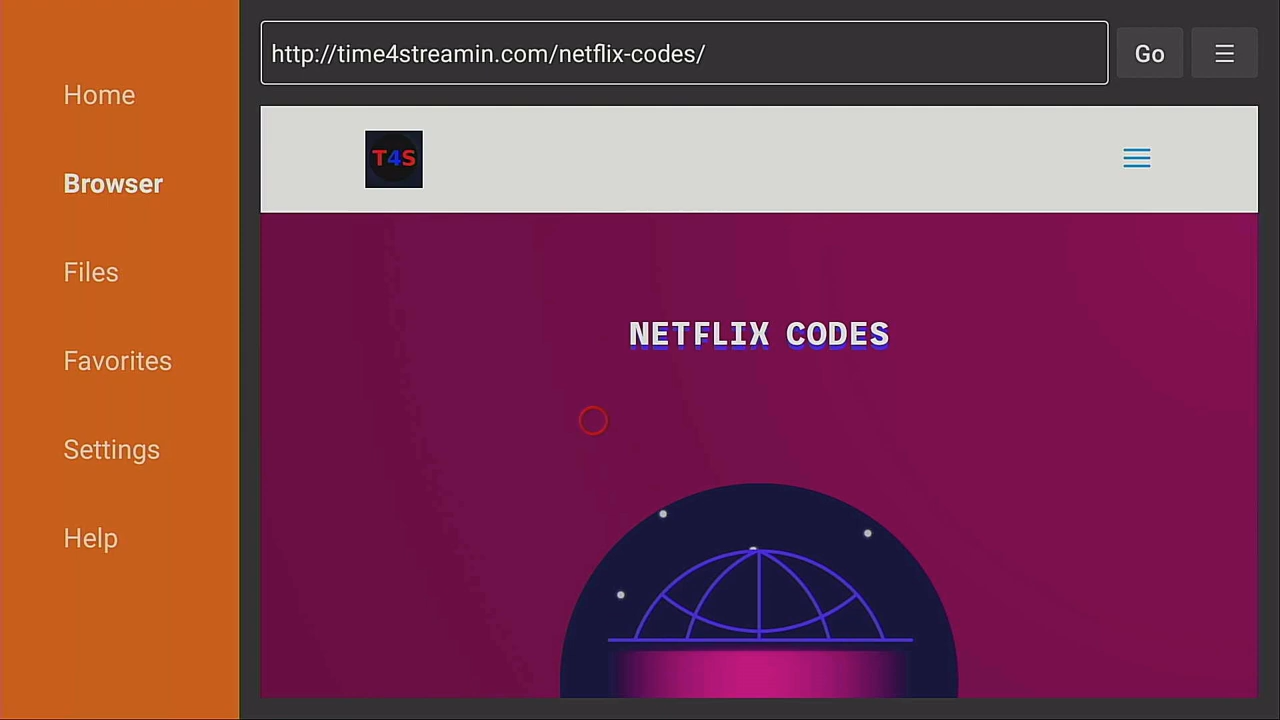 Home
Browser
Files
Favorites
Settings
Help
http://time4streamin.com/netflix-codes/
Go
T4S
NETFLIX CODES